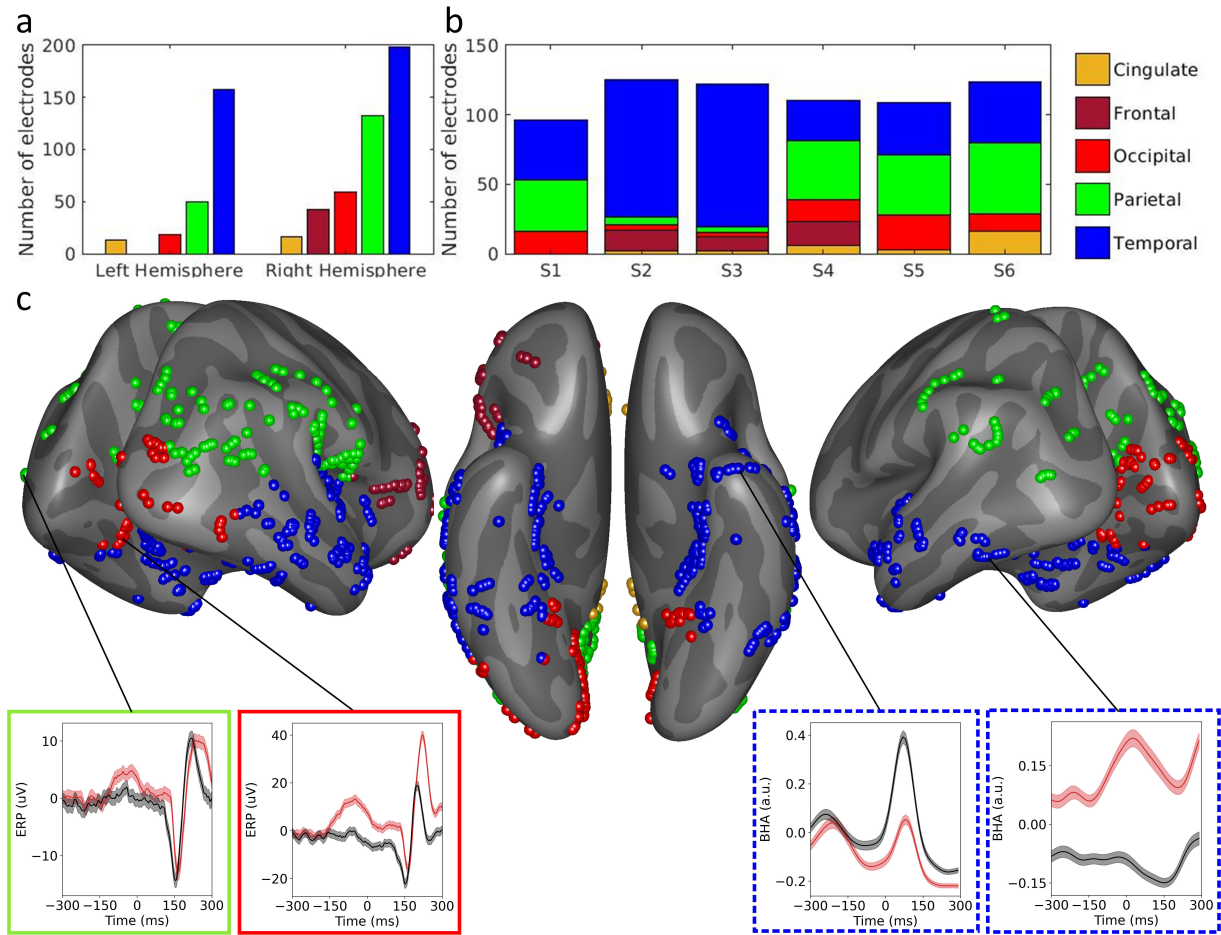 a
Number of electrodes
200
150
100
50
0
Left Hemisphere
Right Hemisphere
b
Number of electrodes
150
100
50
0
S1 S2 S3 S4 S5 S6
Cingulate
Frontal
Occipital
Parietal
Temporal
c
ERP (uV)
10
0
−10
−300 −150 0 150 300
Time (ms)
ERP (uV)
40
20
0
−20
−300 −150 0 150 300
Time (ms)
BHA (a.u.)
0.4
0.2
0.0
−0.2
−300 −150 0 150 300
Time (ms)
BHA (a.u.)
0.15
0.00
−0.15
−300 −150 0 150 300
Time (ms)